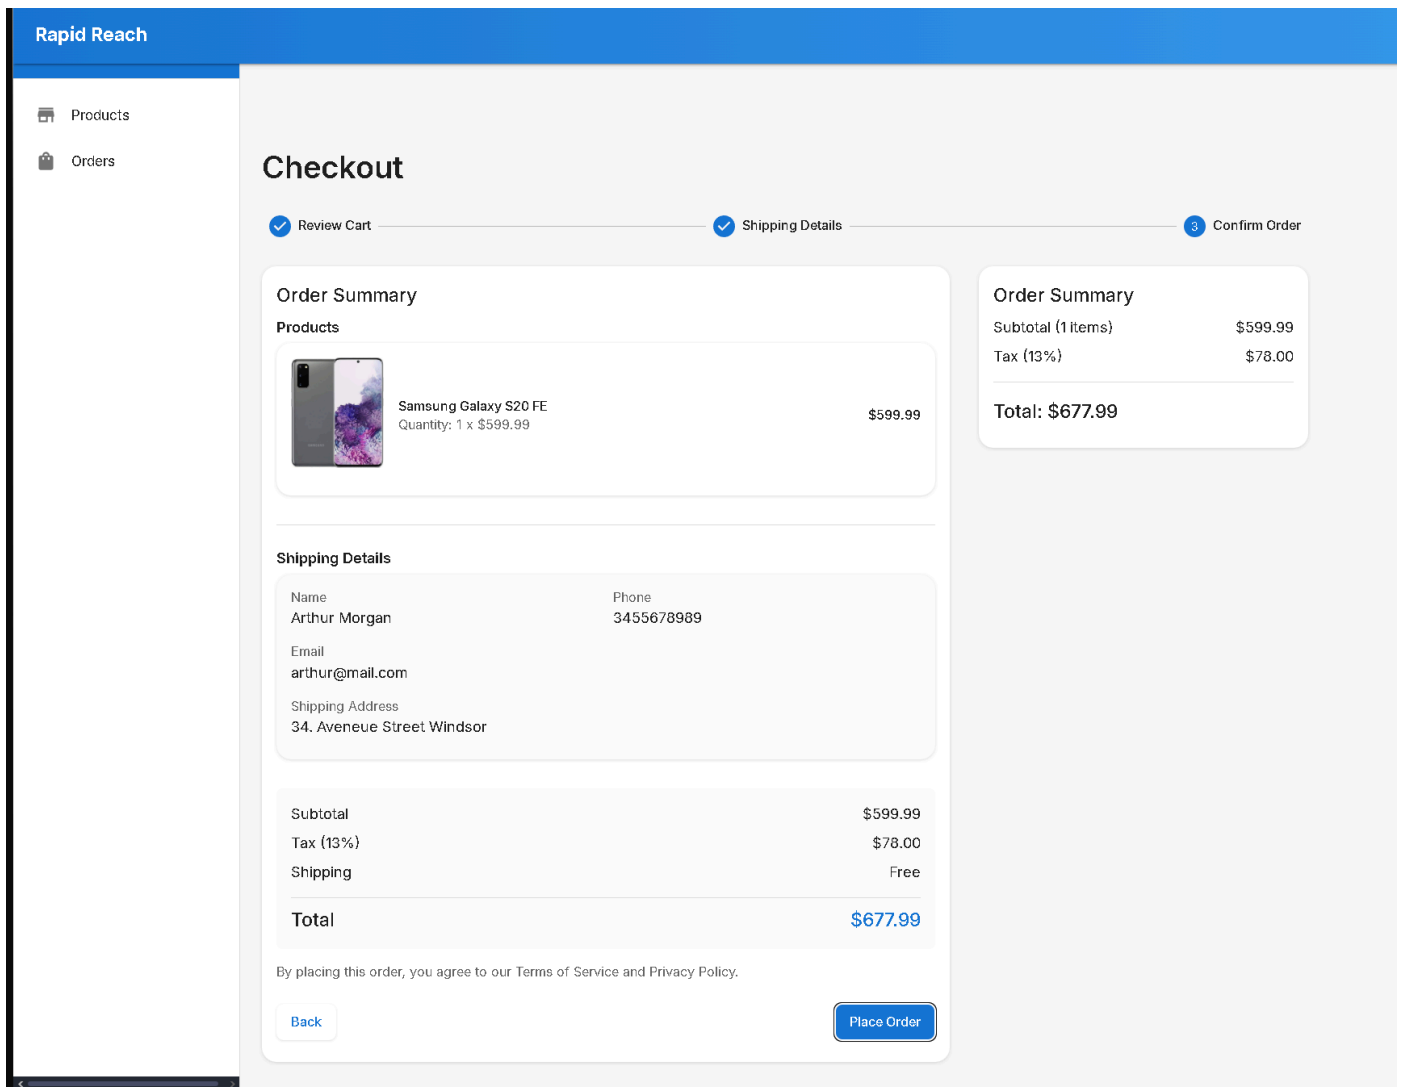 Rapid Reach
Products
Orders
Checkout
Review Cart
Shipping Details
3 Confirm Order
Order Summary
Products
Samsung Galaxy S20 FE
Quantity: 1 x $599.99
$599.99
Shipping Details
Name
Arthur Morgan
Phone
3455678989
Email
arthur@mail.com
Shipping Address
34. Aveneue Street Windsor
Subtotal $599.99
Tax (13%) $78.00
Shipping Free
Total $677.99
By placing this order, you agree to our Terms of Service and Privacy Policy.
Back
Place Order
Order Summary
Subtotal (1 items) $599.99
Tax (13%) $78.00
Total: $677.99